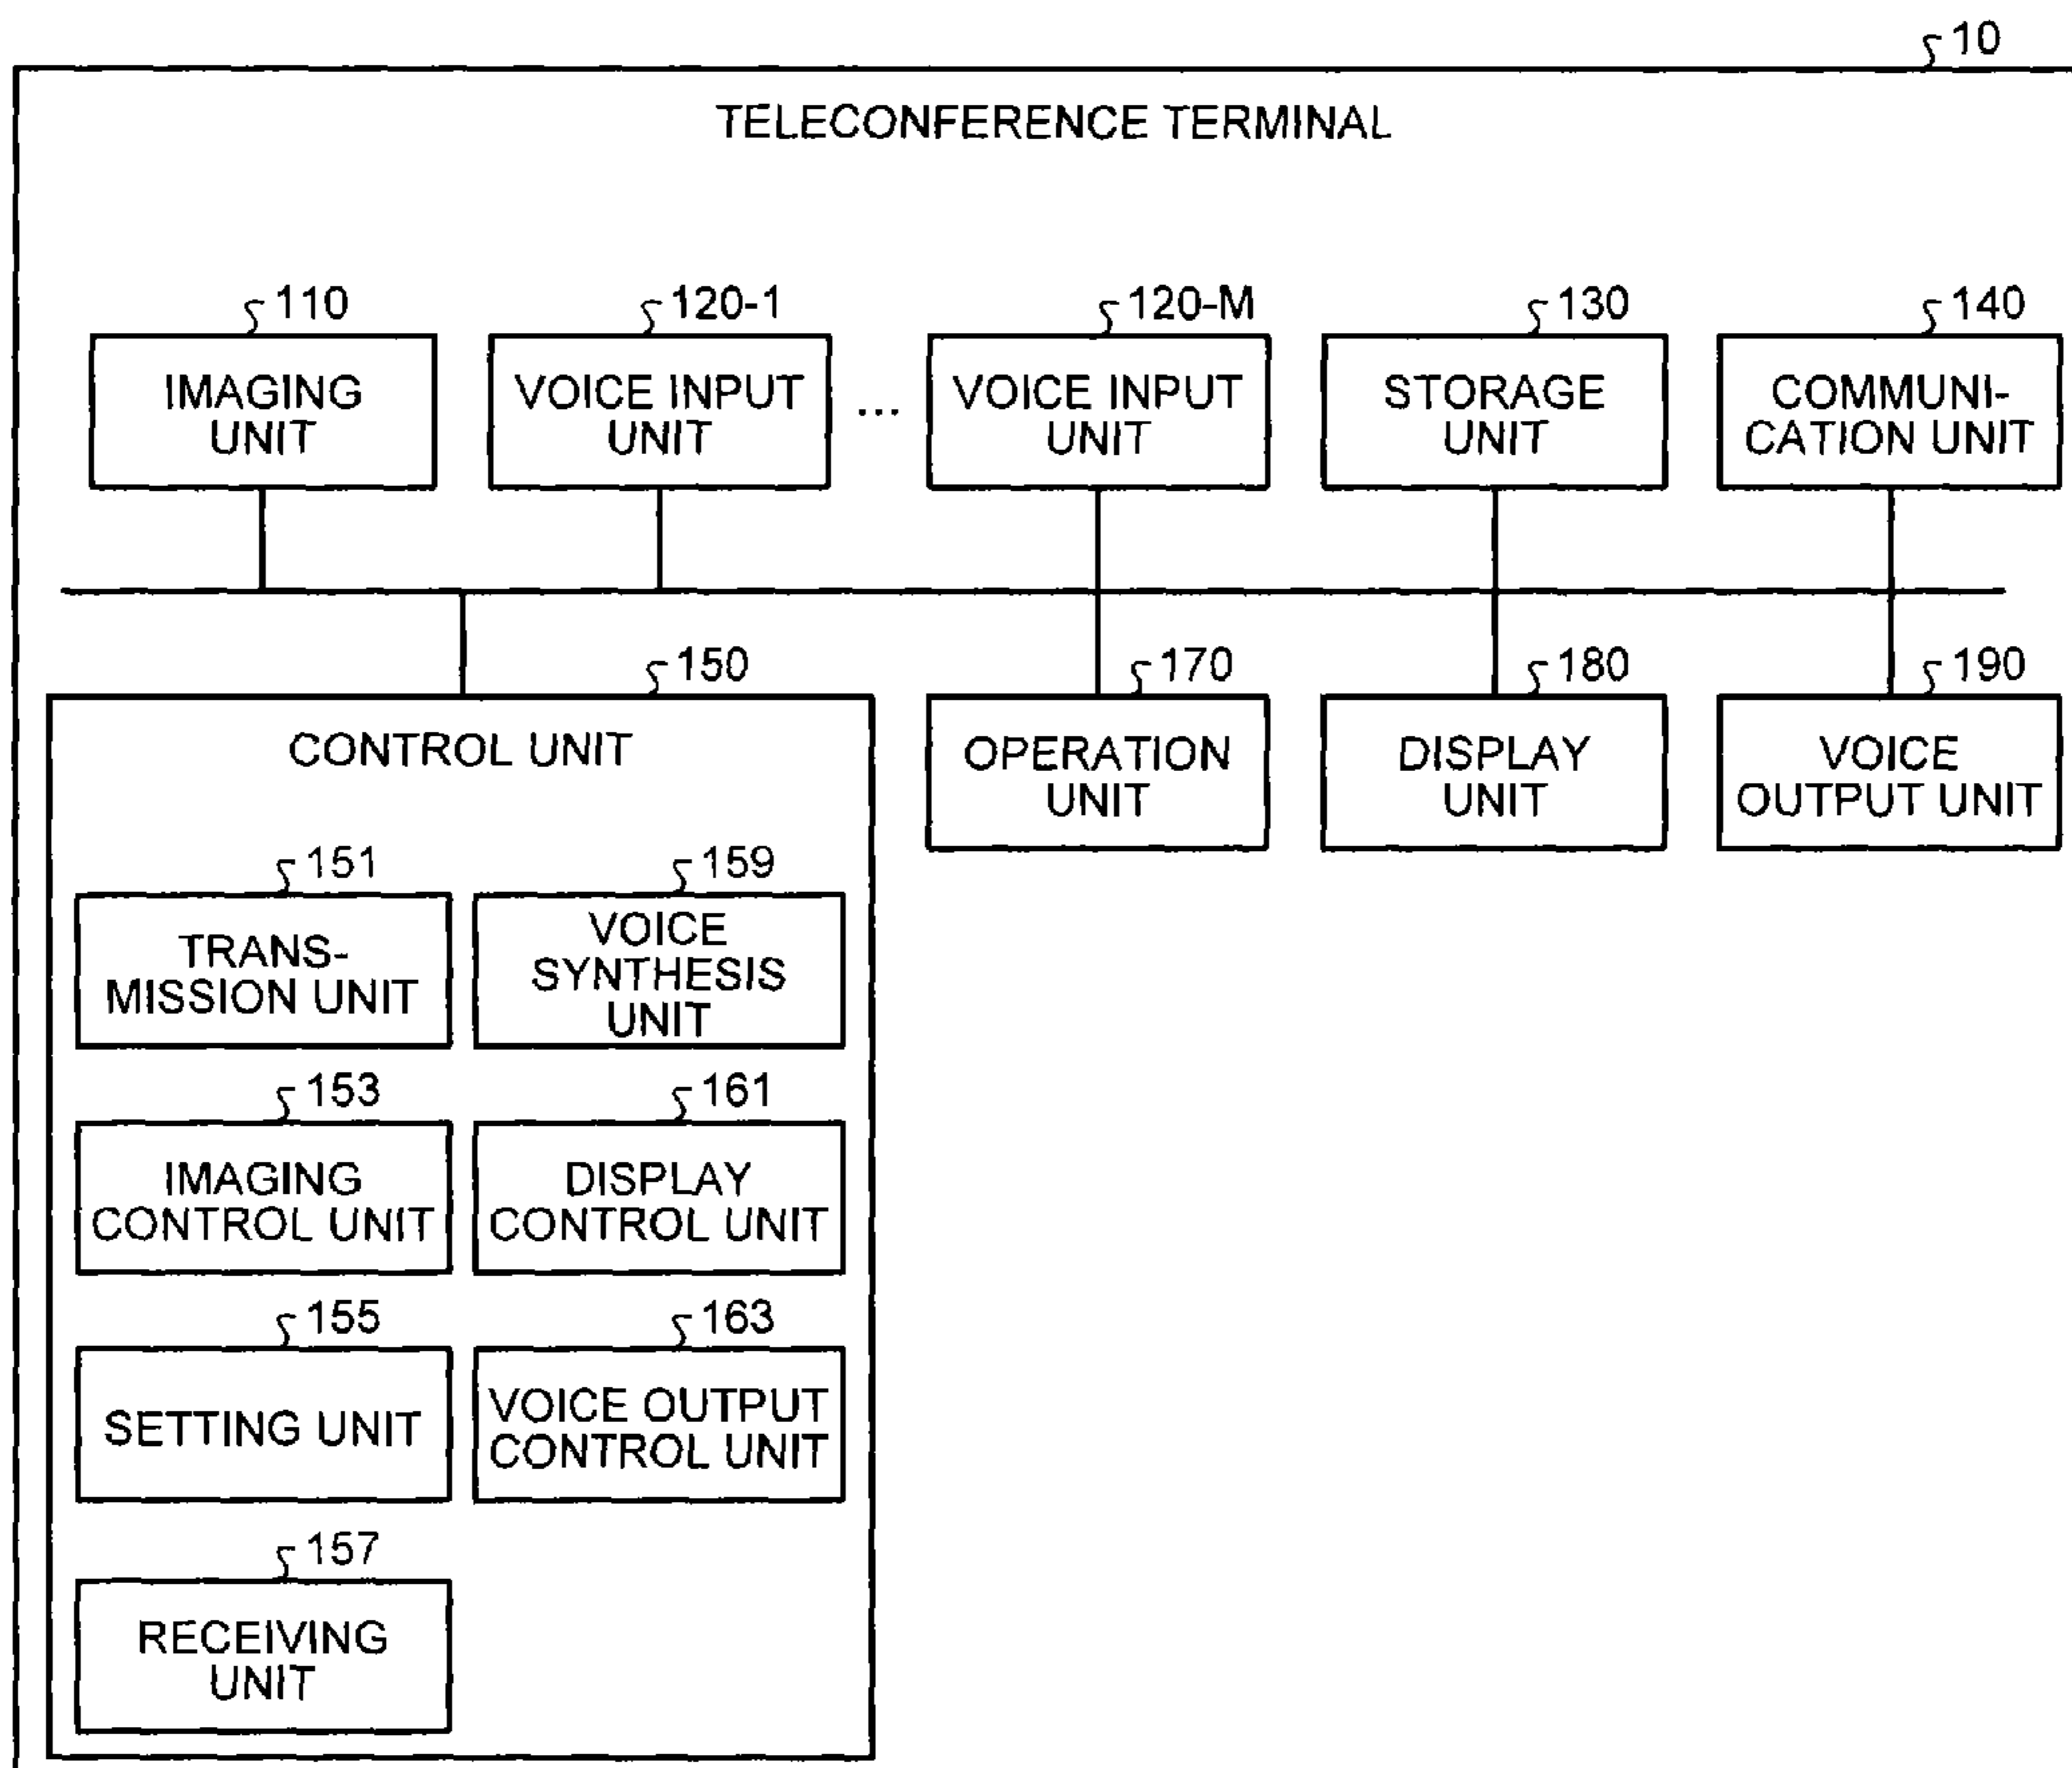 10
TELECONFERENCE TERMINAL
110
120-1
120-M
130
140
IMAGING
UNIT
VOICE INPUT
UNIT
...
VOICE INPUT
UNIT
STORAGE
UNIT
COMMUNI-
CATION UNIT
150
170
180
190
CONTROL UNIT
OPERATION
UNIT
DISPLAY
UNIT
VOICE
OUTPUT UNIT
151
159
TRANS-
MISSION UNIT
VOICE
SYNTHESIS
UNIT
153
161
IMAGING
CONTROL UNIT
DISPLAY
CONTROL UNIT
155
163
SETTING UNIT
VOICE OUTPUT
CONTROL UNIT
157
RECEIVING
UNIT